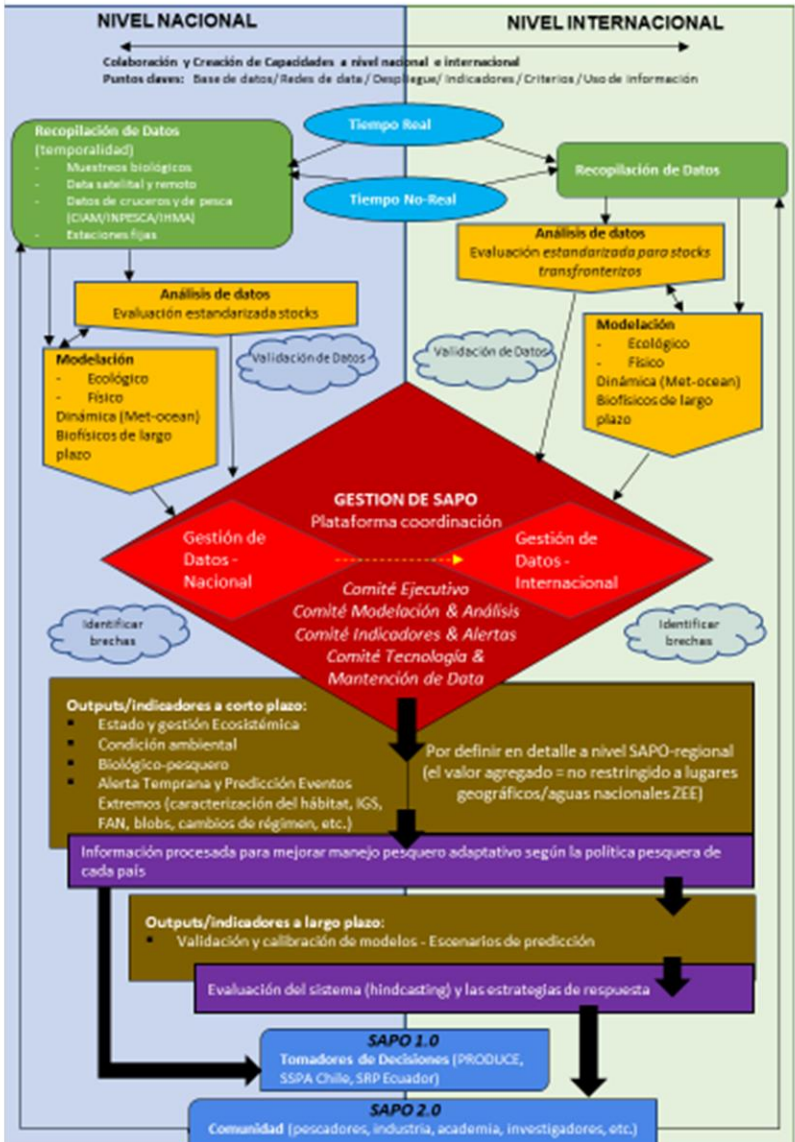 NIVEL NACIONAL
NIVEL INTERNACIONAL
Colaboración y Creación de Capacidades a nivel nacional e internacional
Puntos claves: Base de datos/ Redes de data / Despliegue/ Indicadores / Criterios / Uso de información
Tiempo Real
Tiempo No-Real
Recopilación de Datos
(temporalidad)
- Muestreos biológicos
- Data satelital y remoto
- Datos de cruceros y de pesca
(CIAM/INPESCA/IHMA)
- Estaciones fijas
Recopilación de Datos
Análisis de datos
Evaluación estandarizada para stocks
transfronterizos
Análisis de datos
Evaluación estandarizada stocks
Validación de Datos
Validación de Datos
Modelación
- Ecológico
- Físico
Dinámica (Met-ocean)
Biofísicos de largo
plazo
Modelación
- Ecológico
- Físico
Dinámica (Met-ocean)
Biofísicos de largo
plazo
GESTION DE SAPO
Plataforma coordinación
Gestión de
Datos -
Nacional
Gestión de
Datos -
Internacional
Comité Ejecutivo
Comité Modelación & Análisis
Comité Indicadores & Alertas
Comité Tecnología &
Mantención de Data
Identificar
brechas
Identificar
brechas
Outputs/indicadores a corto plazo:
▪ Estado y gestión Ecosistémica
▪ Condición ambiental
▪ Biológico-pesquero
▪ Alerta Temprana y Predicción Eventos
Extremos (caracterización del hábitat, IGS,
FAN, blobs, cambios de régimen, etc.)
Por definir en detalle a nivel SAPO-regional
(el valor agregado = no restringido a lugares
geográficos/aguas nacionales ZEE)
Información procesada para mejorar manejo pesquero adaptativo según la política pesquera de
cada país
Outputs/indicadores a largo plazo:
▪ Validación y calibración de modelos - Escenarios de predicción
Evaluación del sistema (hindcasting) y las estrategias de respuesta
SAPO 1.0
Tomadores de Decisiones (PRODUCE,
SSPA Chile, SRP Ecuador)
SAPO 2.0
Comunidad (pescadores, industria, academia, investigadores, etc.)